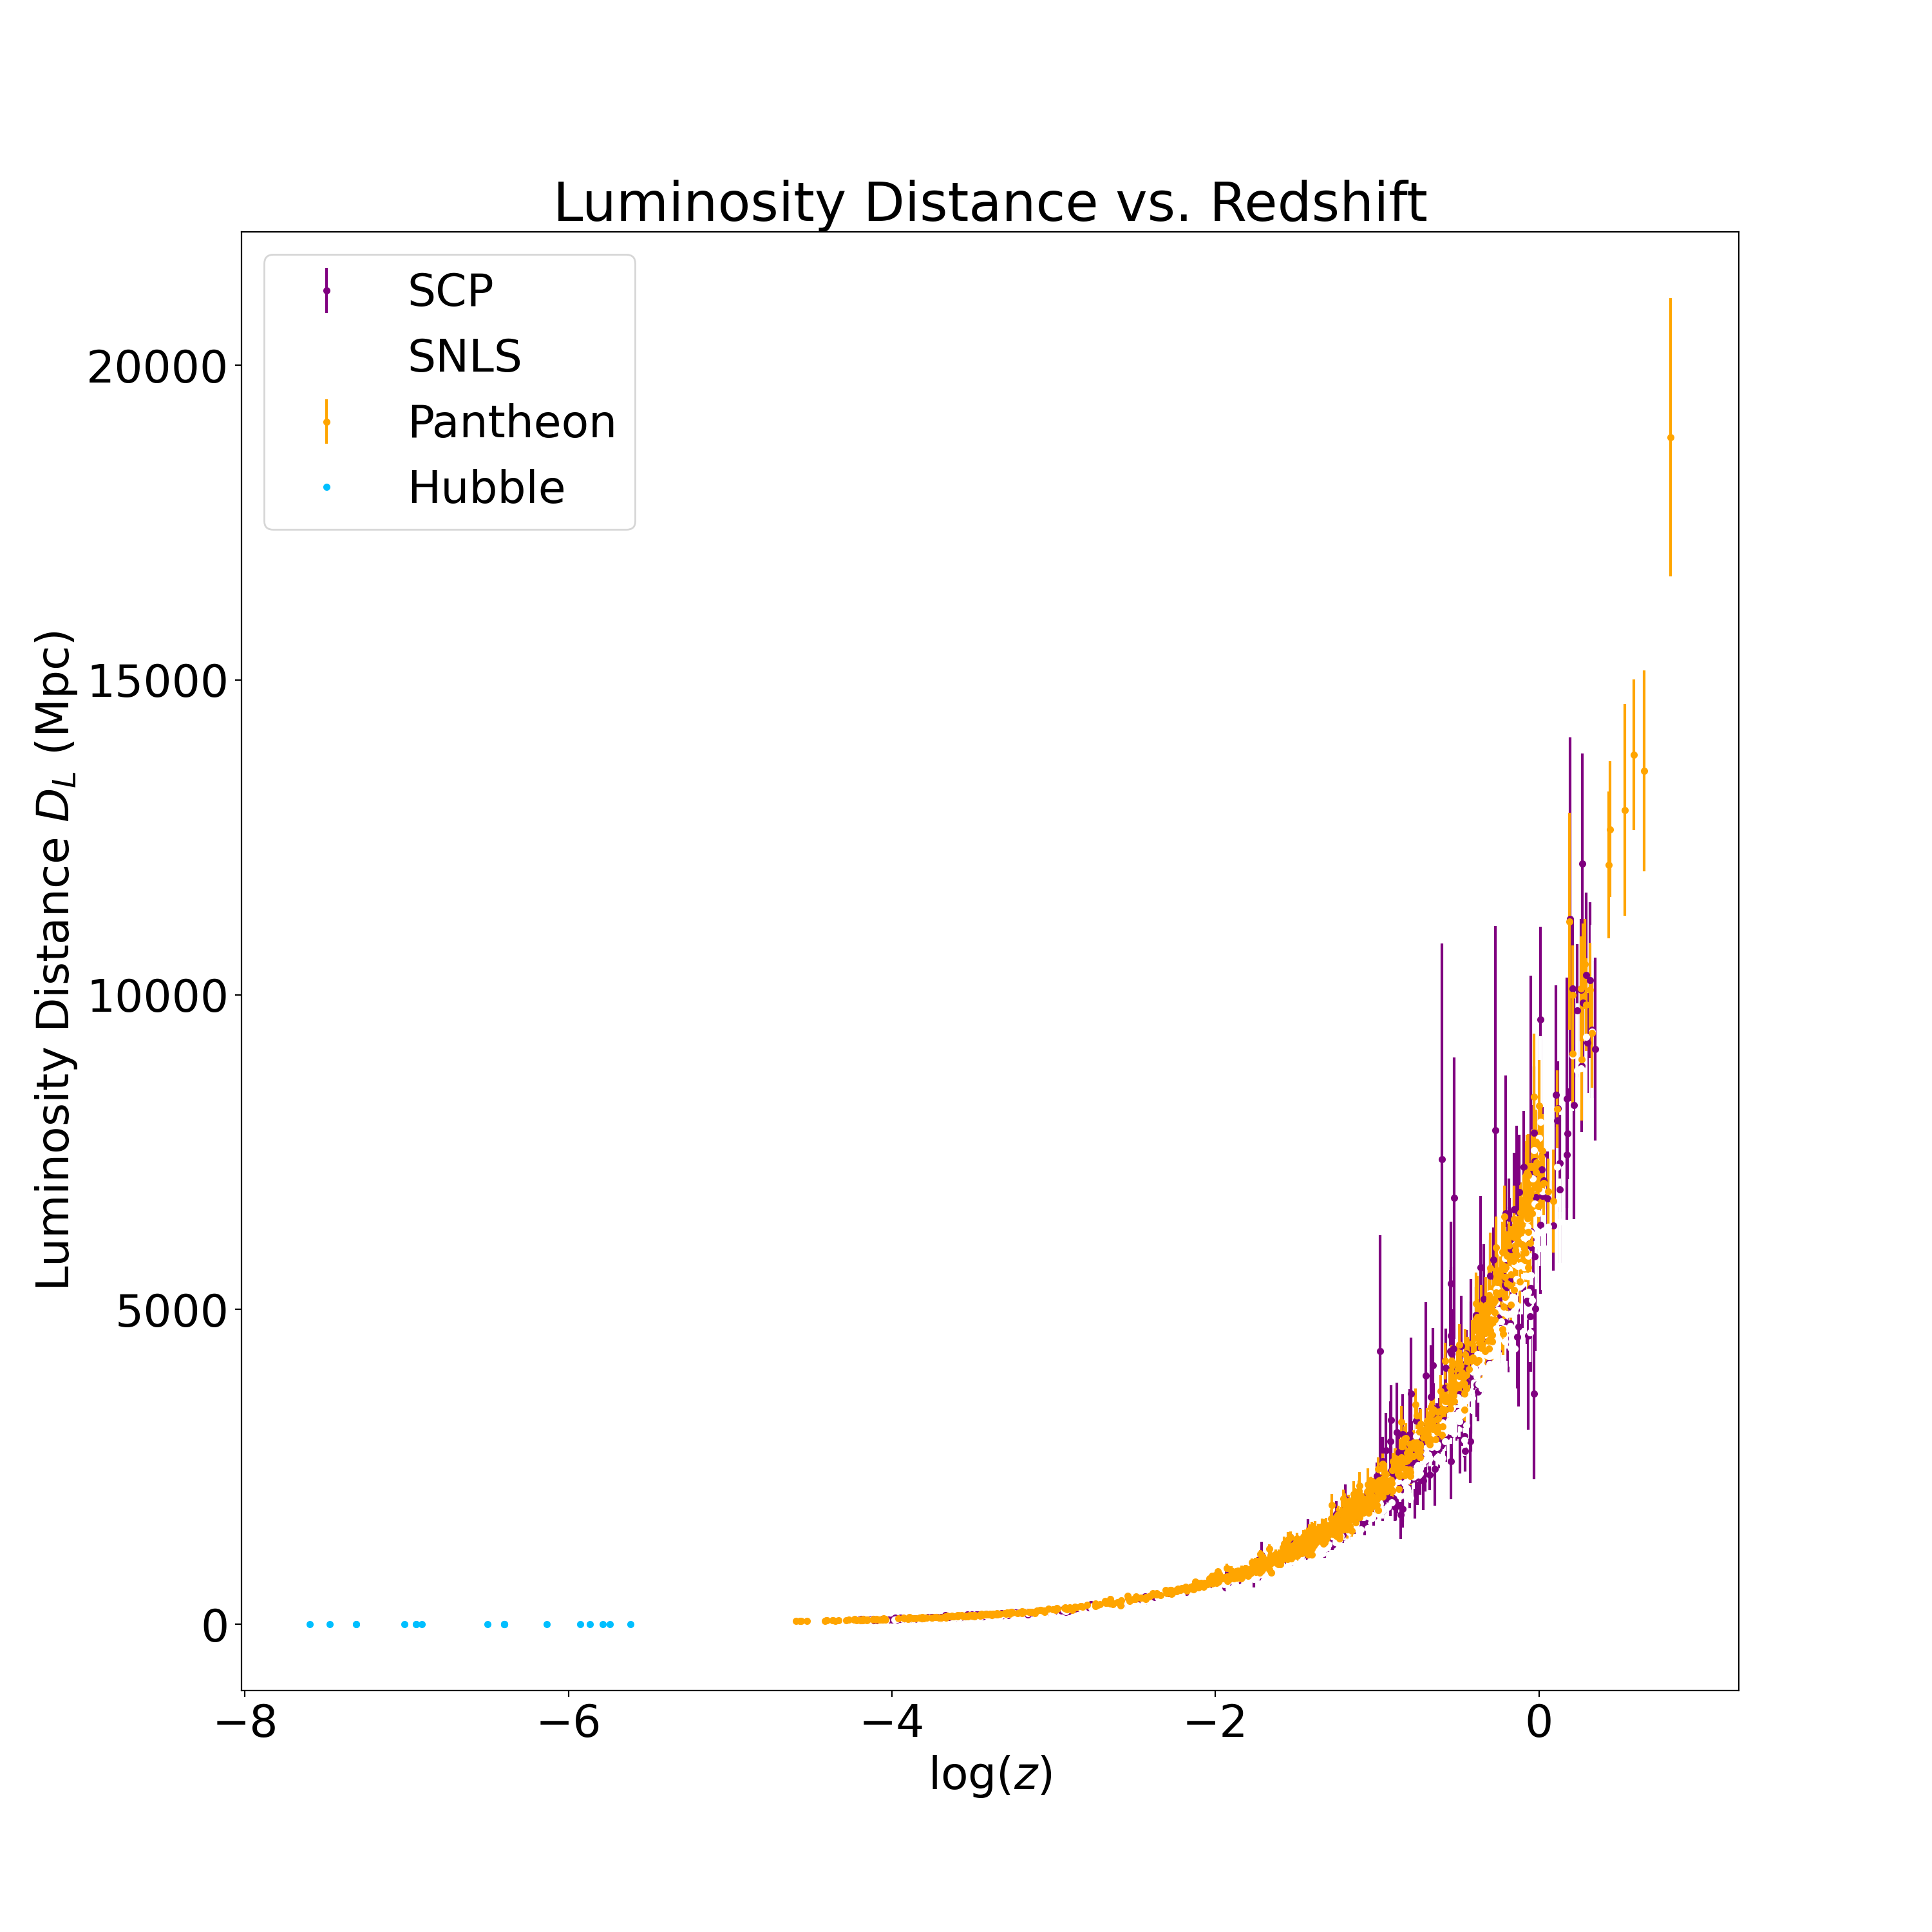 Luminosity Distance vs. Redshift
SCP
SNLS
Pantheon
Hubble
20000
15000
10000
5000
0
Luminosity Distance D_L (Mpc)
−8 −6 −4 −2 0
log(z)